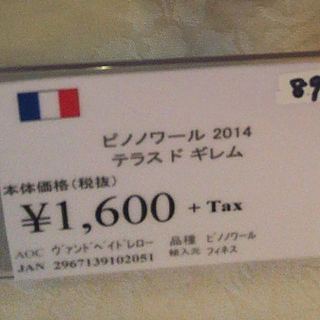 89
ピノノワール 2014
テラス ド ギレム
本体価格(税抜)
¥1,600 + Tax
AOC ヴァンドペイドレロー 品種 ピノノワール
JAN 2967139102051 輸入元 フィネス